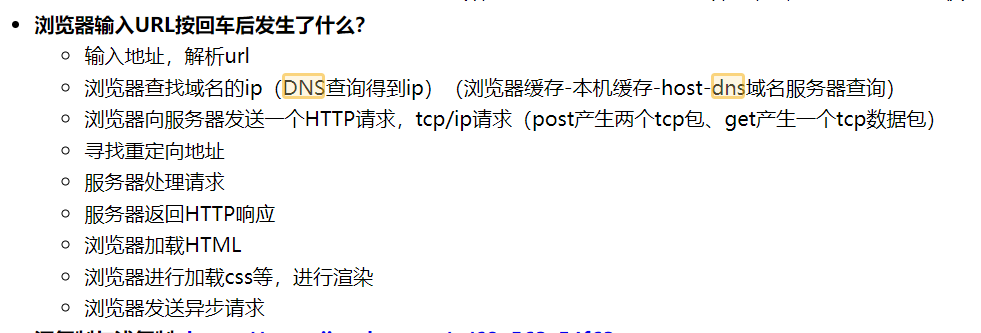 浏览器输入URL按回车后发生了什么？
输入地址，解析url
浏览器查找域名的ip（DNS查询得到ip）（浏览器缓存-本机缓存-host-dns域名服务器查询）
浏览器向服务器发送一个HTTP请求，tcp/ip请求（post产生两个tcp包、get产生一个tcp数据包）
寻找重定向地址
服务器处理请求
服务器返回HTTP响应
浏览器加载HTML
浏览器进行加载css等，进行渲染
浏览器发送异步请求